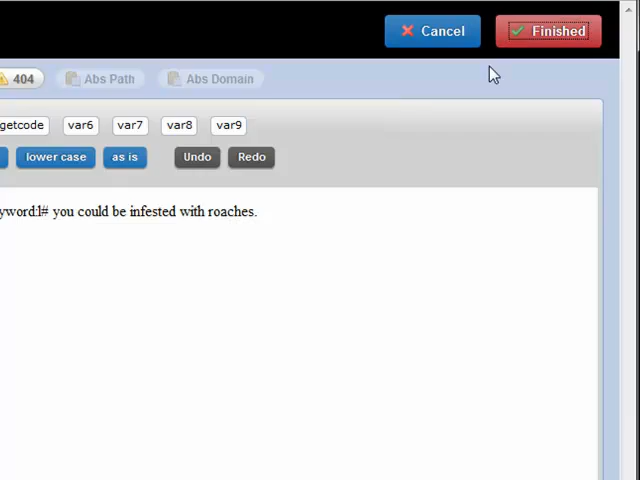 Cancel Finished
404 Abs Path Abs Domain
getcode var6 var7 var8 var9
lower case as is Undo Redo
yword:l# you could be infested with roaches.